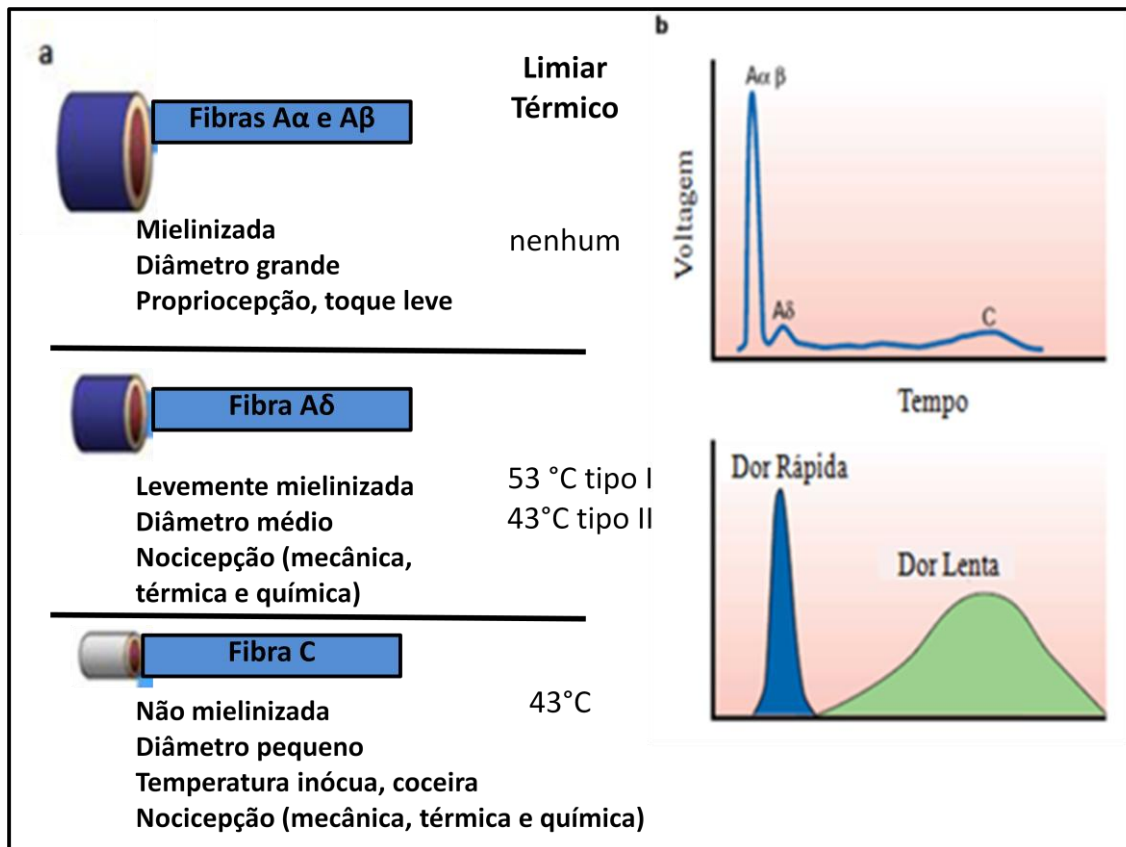 a
Limiar
Térmico
Fibras Aα e Aβ
Mielinizada
Diâmetro grande
Propriocepção, toque leve
nenhum
Fibra Aδ
Levemente mielinizada
Diâmetro médio
Nocicepção (mecânica,
térmica e química)
53 °C tipo I
43°C tipo II
Fibra C
Não mielinizada
Diâmetro pequeno
Temperatura inócua, coceira
Nocicepção (mecânica, térmica e química)
43°C
b
Aα β
Aδ
C
Voltagem
Tempo
Dor Rápida
Dor Lenta